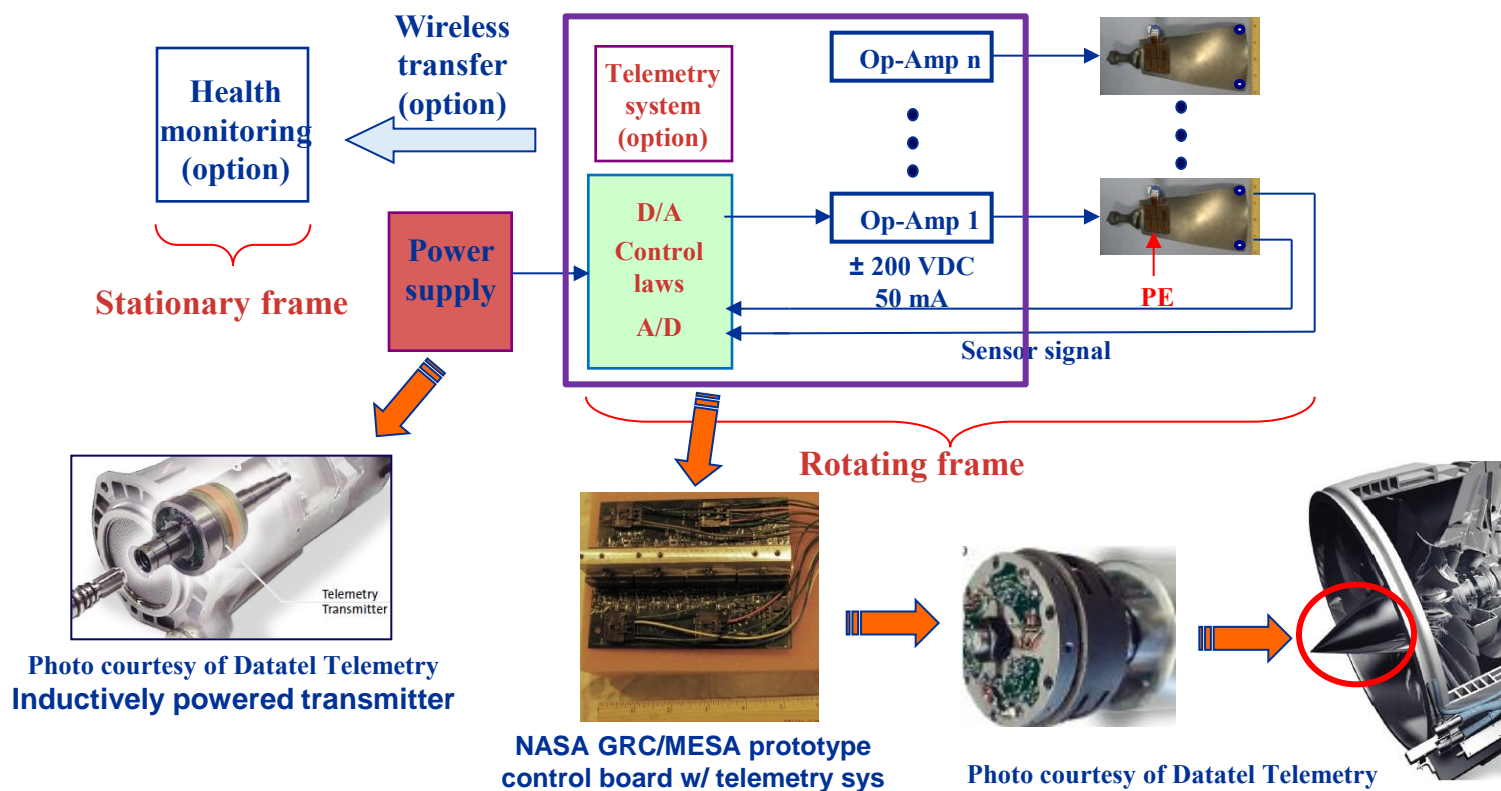 Wireless
transfer
(option)
Health
monitoring
(option)
Stationary frame
Power
supply
Telemetry
system
(option)
D/A
Control
laws
A/D
Op-Amp n
Op-Amp 1
± 200 VDC
50 mA
PE
Sensor signal
Rotating frame
Telemetry
Transmitter
Photo courtesy of Datatel Telemetry
Inductively powered transmitter
NASA GRC/MESA prototype
control board w/ telemetry sys
Photo courtesy of Datatel Telemetry